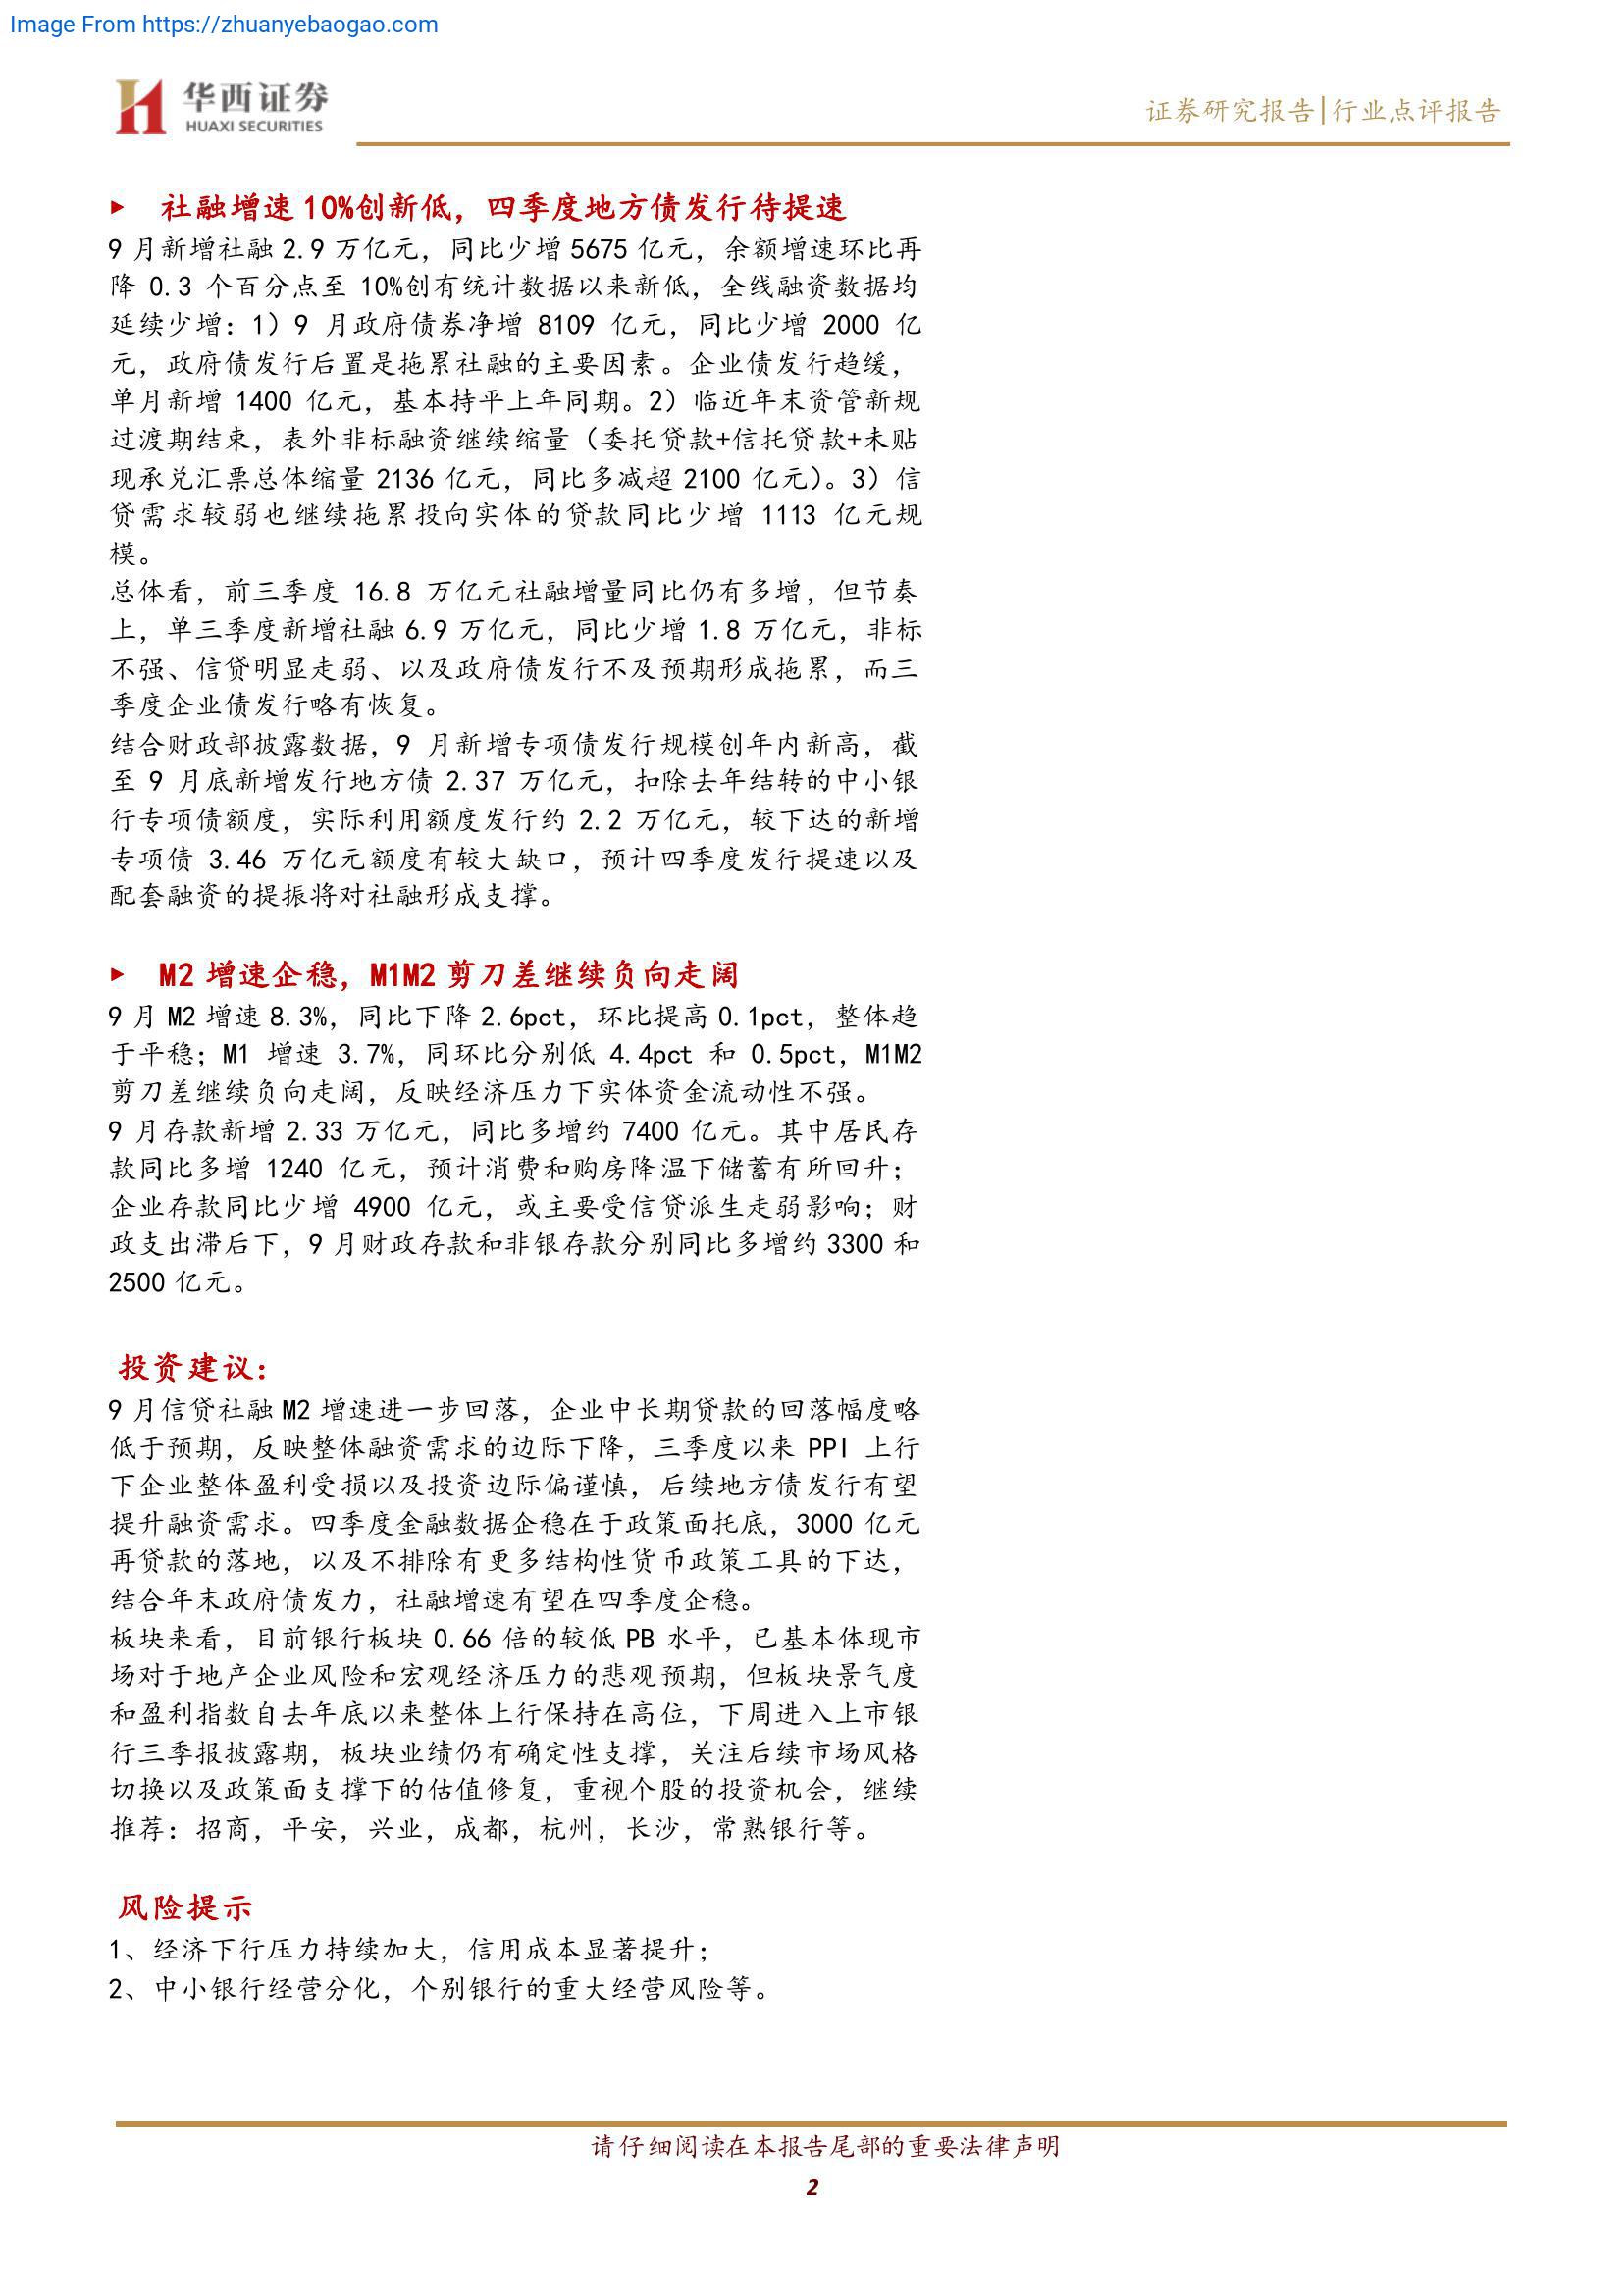 Image From https://zhuanyebaogao.com
华西证券
HUAXI SECURITIES
证券研究报告|行业点评报告
社融增速 10%创新低，四季度地方债发行待提速
9 月新增社融 2.9 万亿元，同比少增 5675 亿元，余额增速环比再
降 0.3 个百分点至 10%创有统计数据以来新低，全线融资数据均
延续少增：1）9 月政府债券净增 8109 亿元，同比少增 2000 亿
元，政府债发行后置是拖累社融的主要因素。企业债发行趋缓，
单月新增 1400 亿元，基本持平上年同期。2）临近年末资管新规
过渡期结束，表外非标融资继续缩量（委托贷款+信托贷款+未贴
现承兑汇票总体缩量 2136 亿元，同比多减超 2100 亿元）。3）信
贷需求较弱也继续拖累投向实体的贷款同比少增 1113 亿元规
模。
总体看，前三季度 16.8 万亿元社融增量同比仍有多增，但节奏
上，单三季度新增社融 6.9 万亿元，同比少增 1.8 万亿元，非标
不强、信贷明显走弱、以及政府债发行不及预期形成拖累，而三
季度企业债发行略有恢复。
结合财政部披露数据，9 月新增专项债发行规模创年内新高，截
至 9 月底新增发行地方债 2.37 万亿元，扣除去年结转的中小银
行专项债额度，实际利用额度发行约 2.2 万亿元，较下达的新增
专项债 3.46 万亿元额度有较大缺口，预计四季度发行提速以及
配套融资的提振将对社融形成支撑。
M2 增速企稳，M1M2 剪刀差继续负向走阔
9 月 M2 增速 8.3%，同比下降 2.6pct，环比提高 0.1pct，整体趋
于平稳；M1 增速 3.7%，同环比分别低 4.4pct 和 0.5pct，M1M2
剪刀差继续负向走阔，反映经济压力下实体资金流动性不强。
9 月存款新增 2.33 万亿元，同比多增约 7400 亿元。其中居民存
款同比多增 1240 亿元，预计消费和购房降温下储蓄有所回升；
企业存款同比少增 4900 亿元，或主要受信贷派生走弱影响；财
政支出滞后下，9 月财政存款和非银存款分别同比多增约 3300 和
2500 亿元。
投资建议：
9 月信贷社融 M2 增速进一步回落，企业中长期贷款的回落幅度略
低于预期，反映整体融资需求的边际下降，三季度以来 PPI 上行
下企业整体盈利受损以及投资边际偏谨慎，后续地方债发行有望
提升融资需求。四季度金融数据企稳在于政策面托底，3000 亿元
再贷款的落地，以及不排除有更多结构性货币政策工具的下达，
结合年末政府债发力，社融增速有望在四季度企稳。
板块来看，目前银行板块 0.66 倍的较低 PB 水平，已基本体现市
场对于地产企业风险和宏观经济压力的悲观预期，但板块景气度
和盈利指数自去年底以来整体上行保持在高位，下周进入上市银
行三季报披露期，板块业绩仍有确定性支撑，关注后续市场风格
切换以及政策面支撑下的估值修复，重视个股的投资机会，继续
推荐：招商，平安，兴业，成都，杭州，长沙，常熟银行等。
风险提示
1、经济下行压力持续加大，信用成本显著提升；
2、中小银行经营分化，个别银行的重大经营风险等。
请仔细阅读在本报告尾部的重要法律声明
2